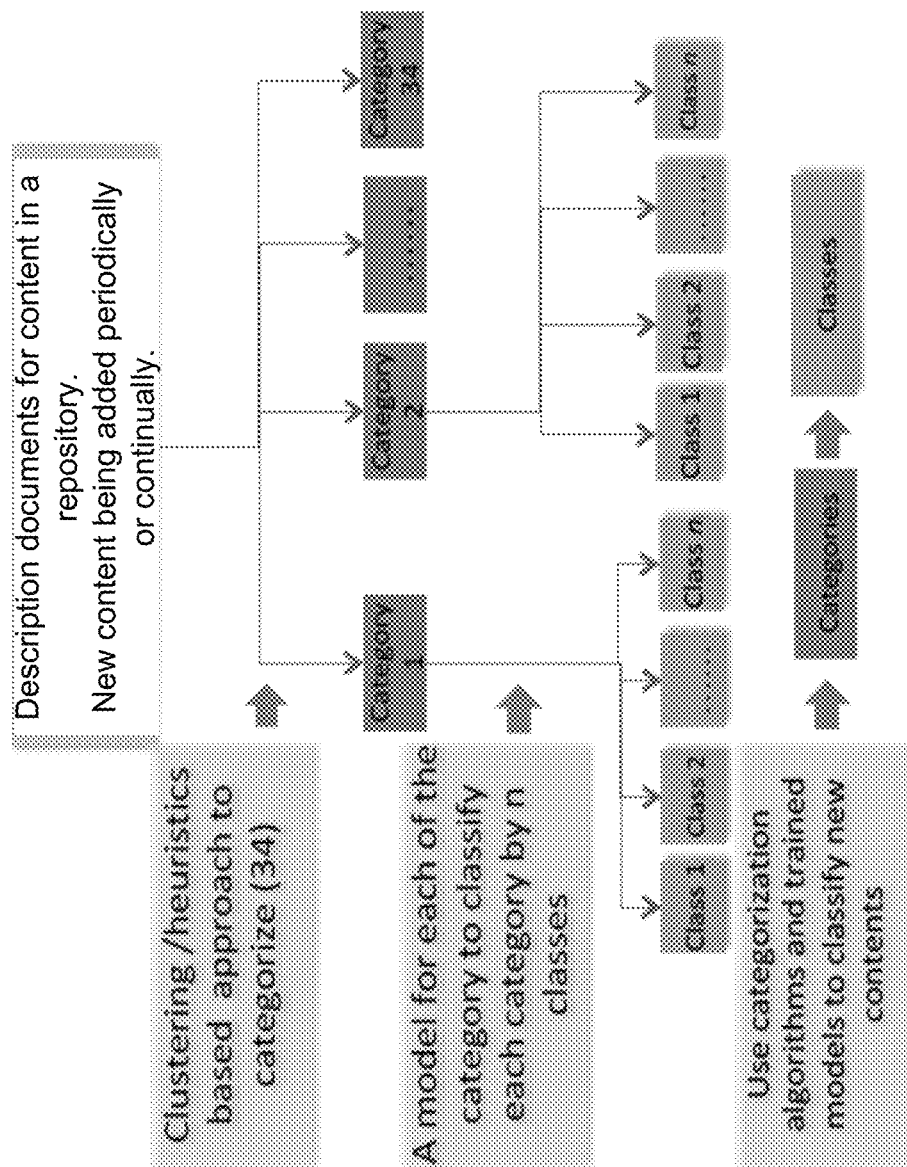 Description documents for content in a
repository.
New content being added periodically
or continually.
Clustering /heuristics
based approach to
categorize (34)
Category
1
Category
2
........
Category
34
A model for each of the
category to classify
each category by n
classes
Class 1
Class 2
........
Class n
Class 1
Class 2
........
Class n
Use categorization
algorithms and trained
models to classify new
contents
Categories
Classes